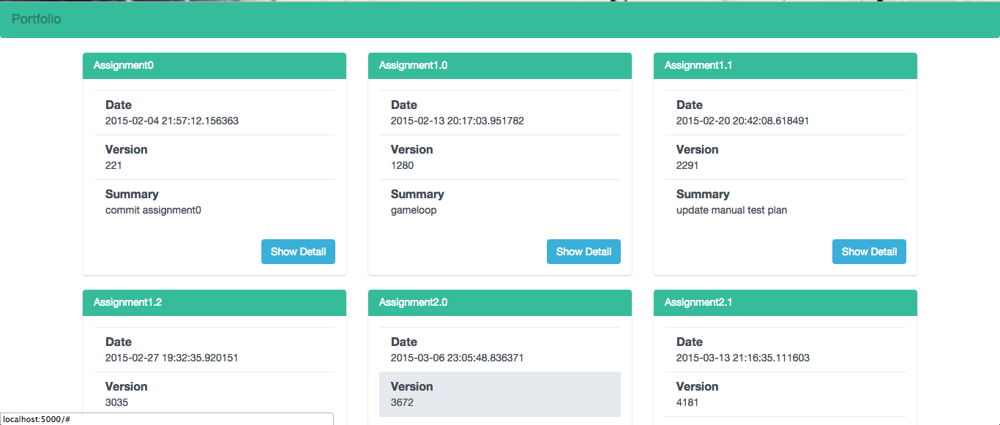 Portfolio
Assignment0
Date
2015-02-04 21:57:12.156363
Version
221
Summary
commit assignment0
Show Detail
Assignment1.0
Date
2015-02-13 20:17:03.951782
Version
1280
Summary
gameloop
Show Detail
Assignment1.1
Date
2015-02-20 20:42:08.618491
Version
2291
Summary
update manual test plan
Show Detail
Assignment1.2
Date
2015-02-27 19:32:35.920151
Version
3035
Assignment2.0
Date
2015-03-06 23:05:48.836371
Version
3672
Assignment2.1
Date
2015-03-13 21:16:35.111603
Version
4181
localhost:5000/#